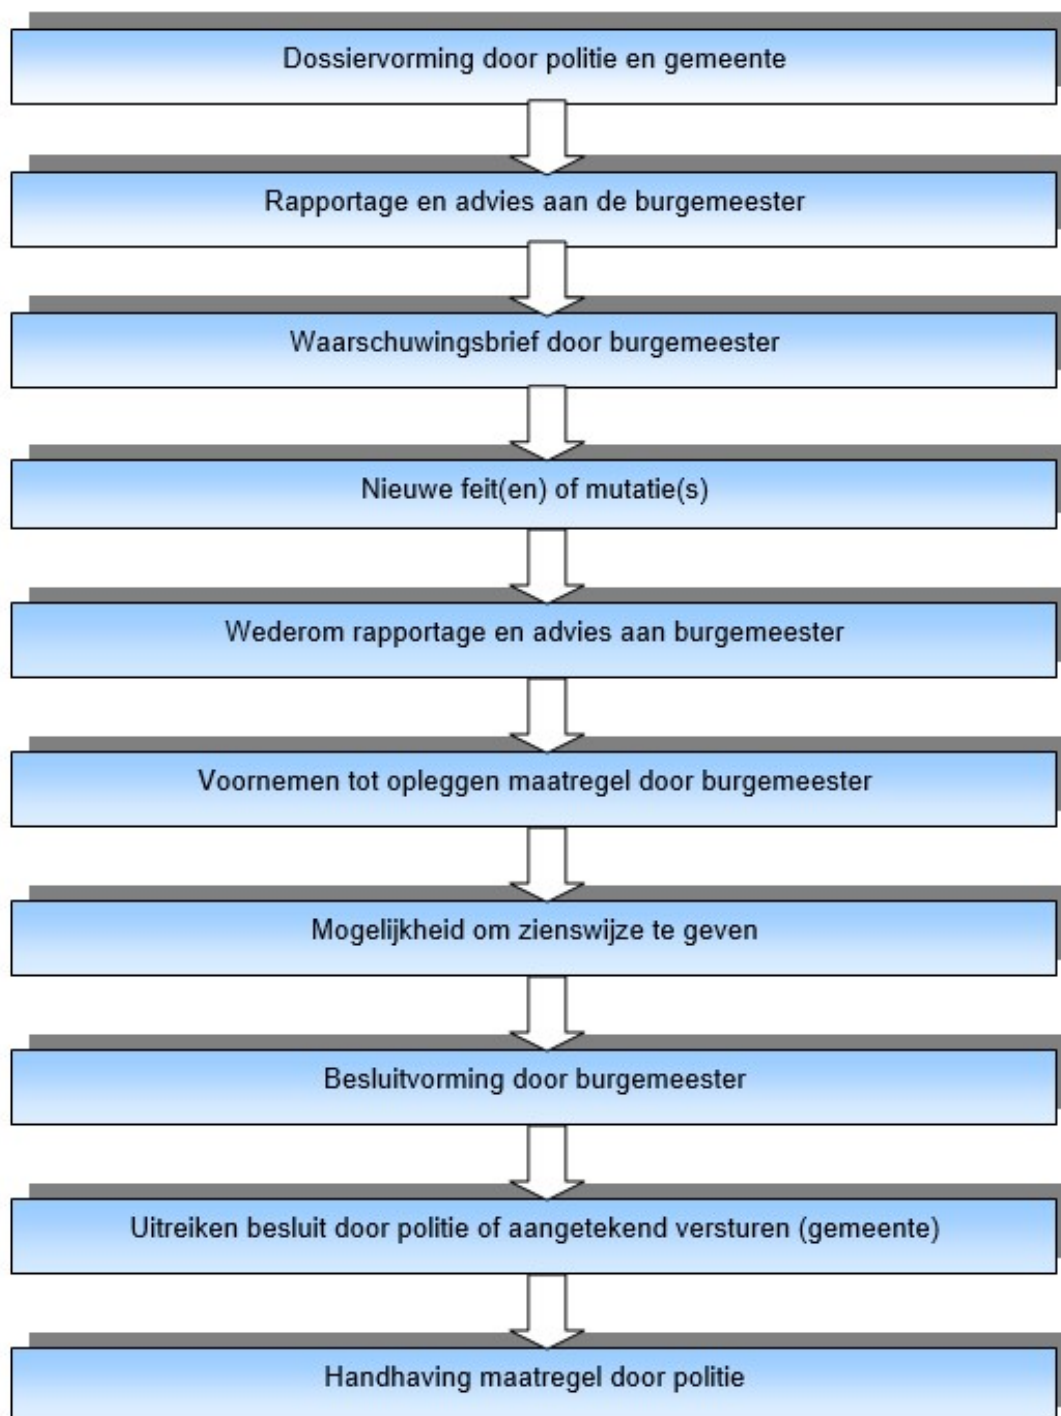 Dossiervorming door politie en gemeente
Rapportage en advies aan de burgemeester
Waarschuwingsbrief door burgemeester
Nieuwe feit(en) of mutatie(s)
Wederom rapportage en advies aan burgemeester
Voornemen tot opleggen maatregel door burgemeester
Mogelijkheid om zienswijze te geven
Besluitvorming door burgemeester
Uitreiken besluit door politie of aangetekend versturen (gemeente)
Handhaving maatregel door politie